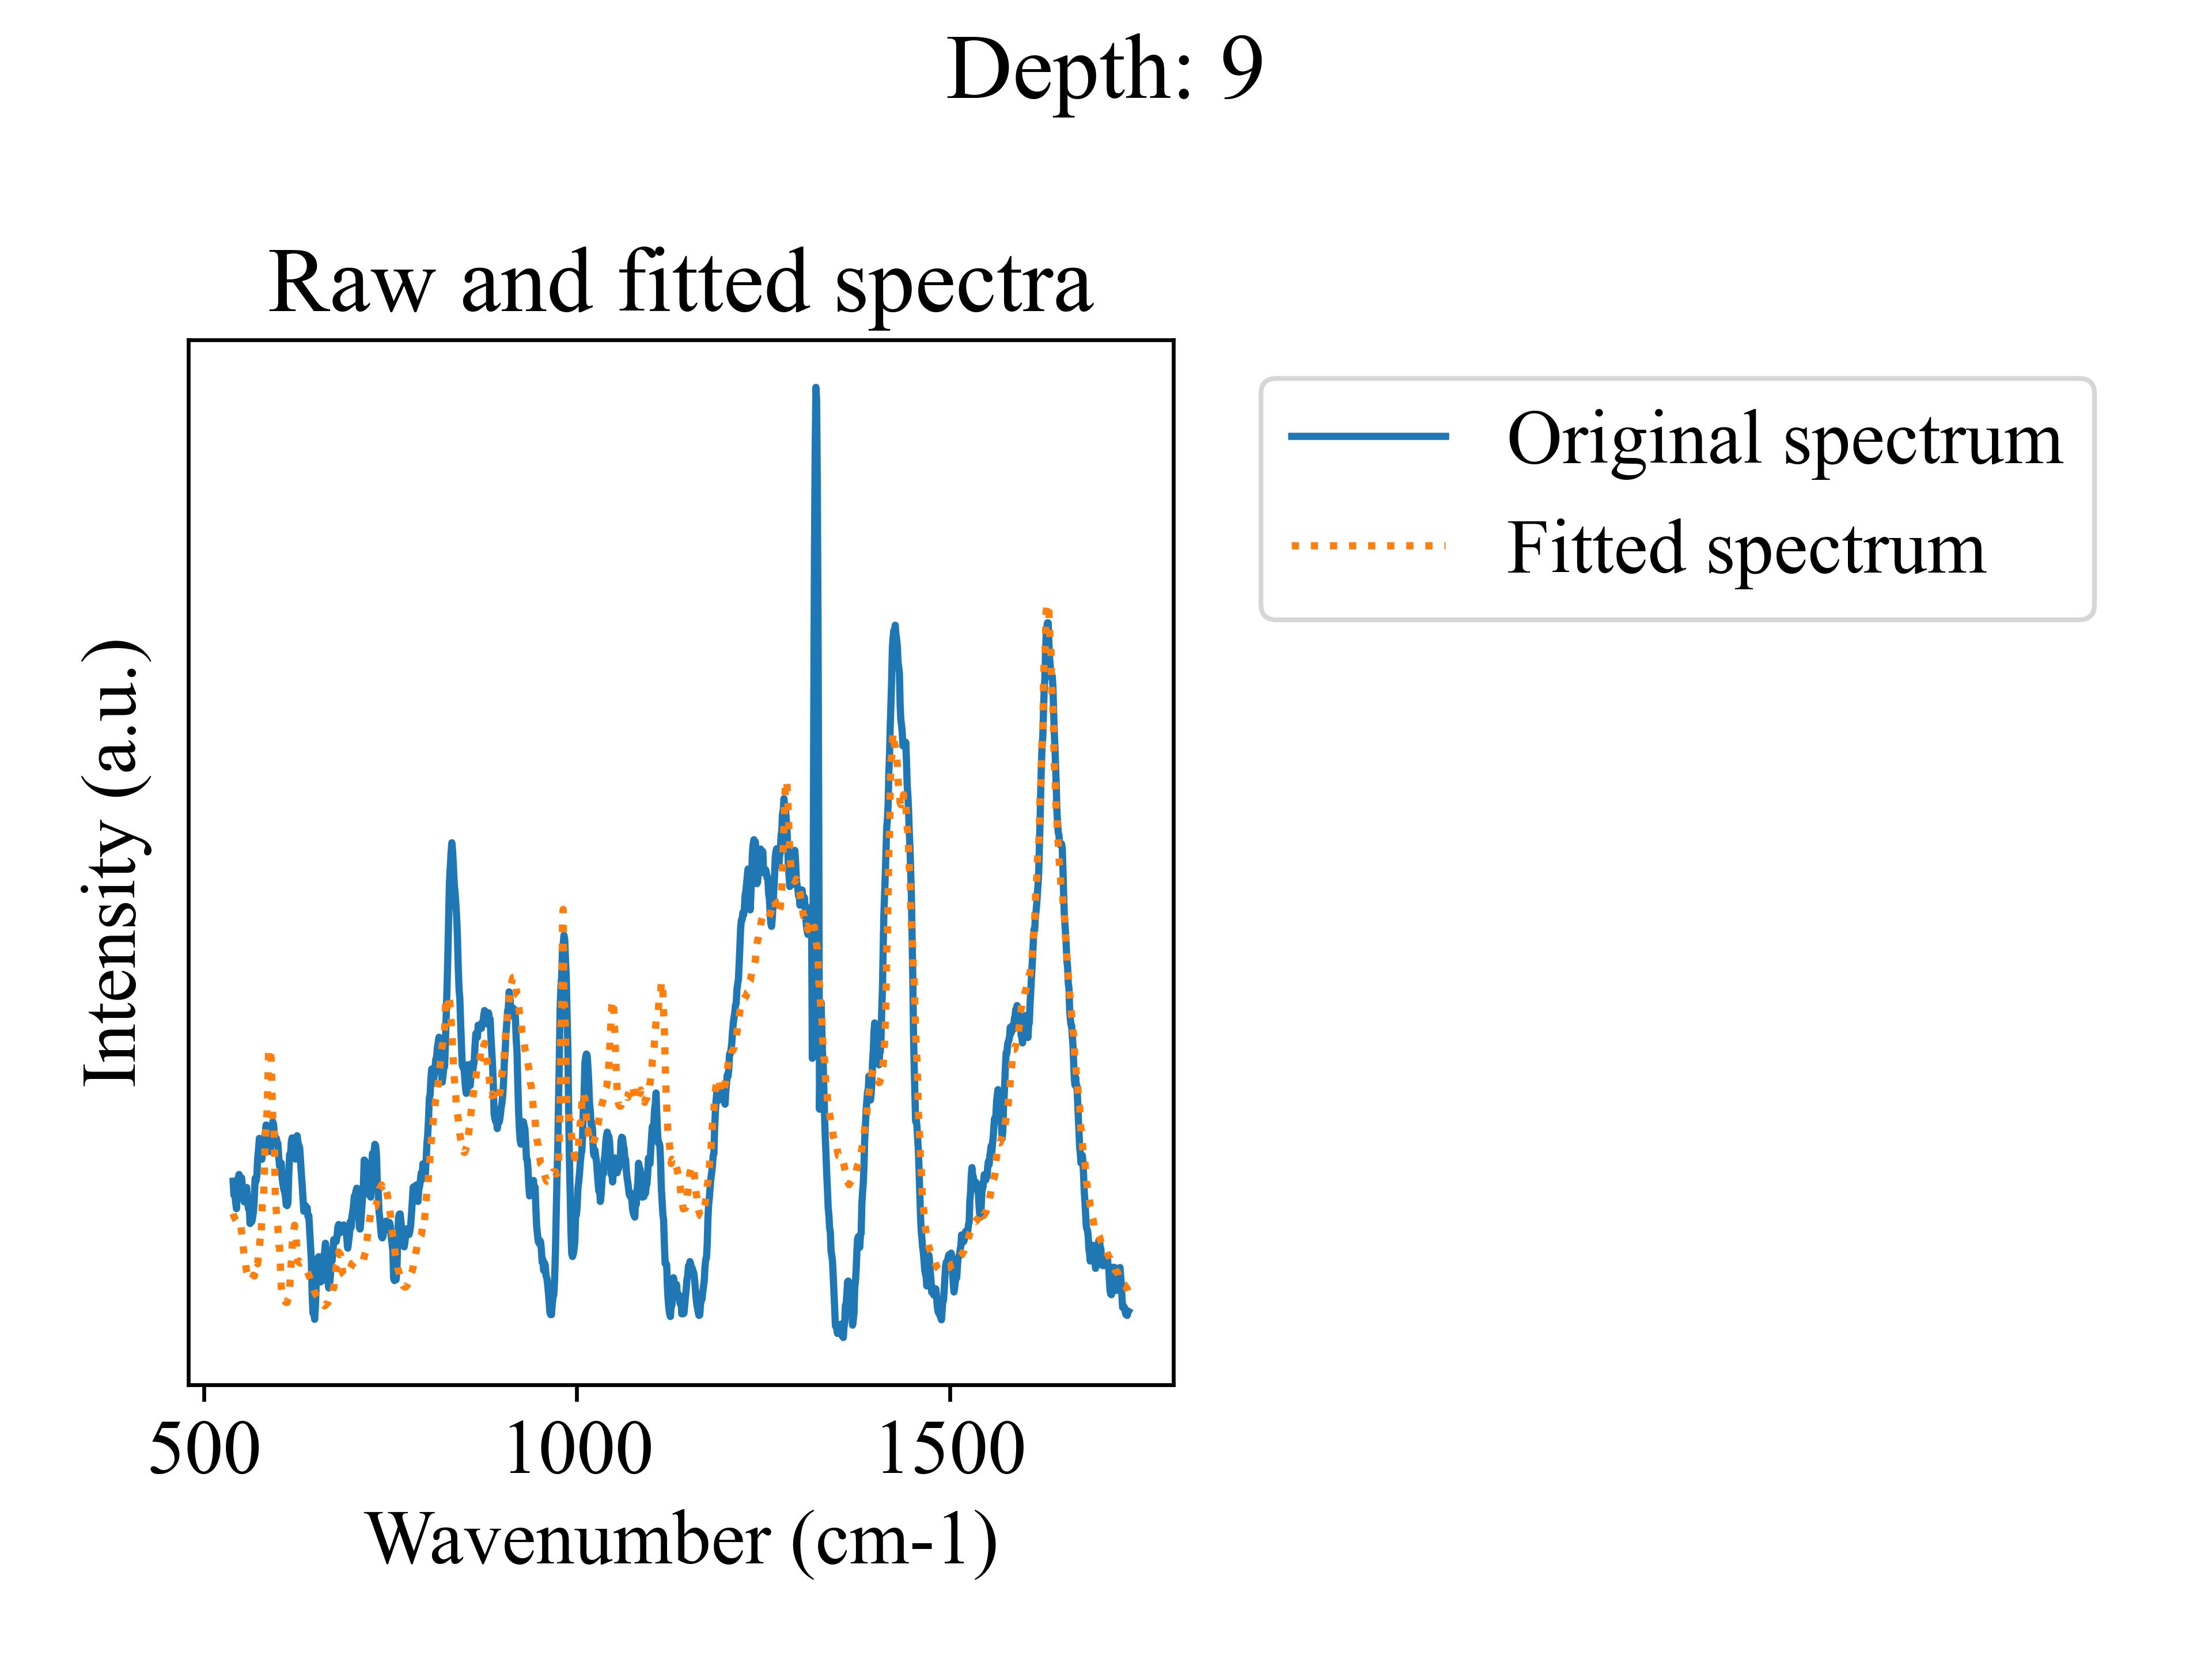 Depth: 9
Raw and fitted spectra
Original spectrum
Fitted spectrum
Intensity (a.u.)
500 1000 1500
Wavenumber (cm-1)